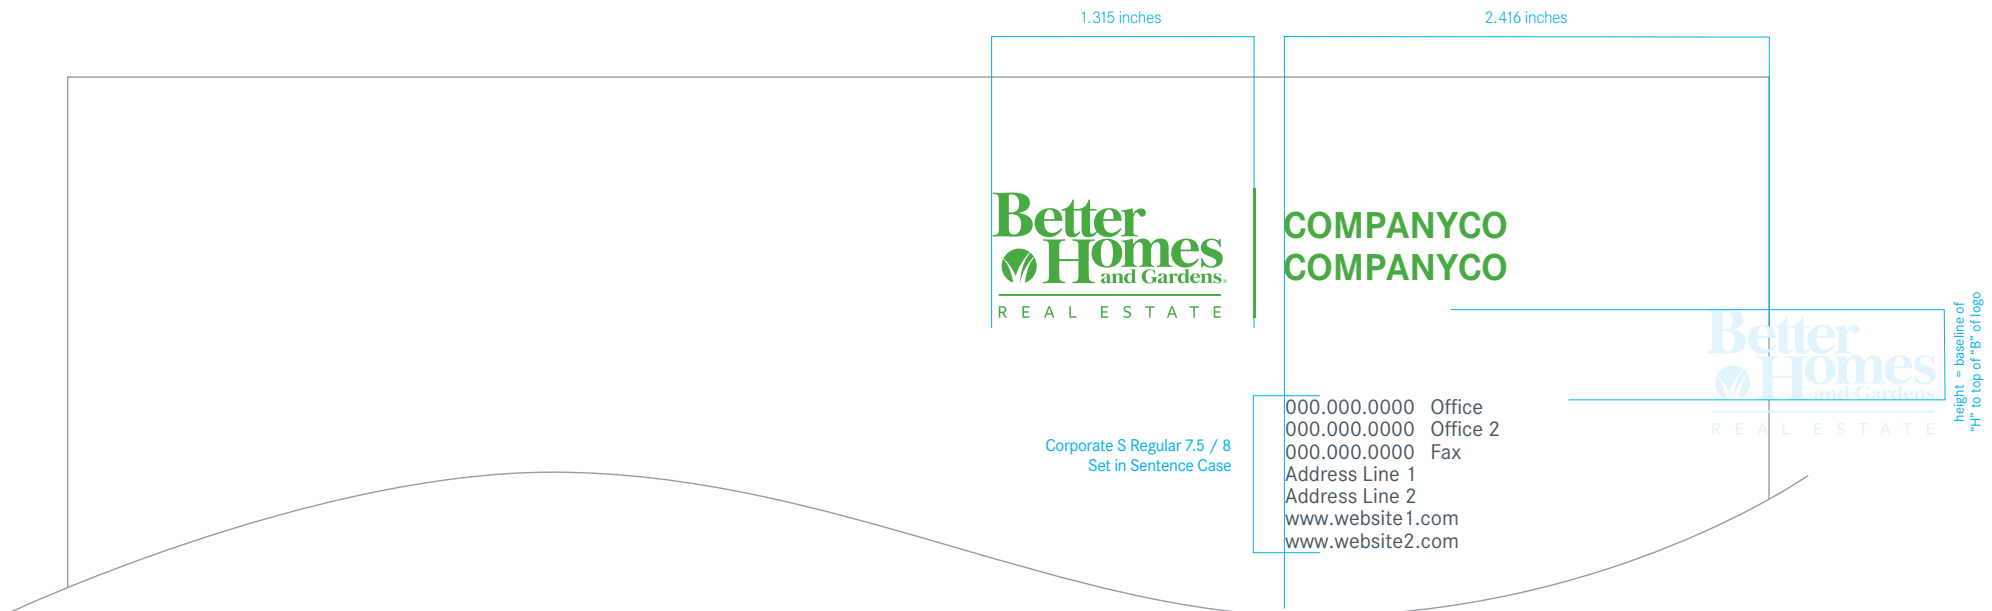 1.315 inches
2.416 inches
Better
Homes
and Gardens®
REAL ESTATE
COMPANYCO
COMPANYCO
Better
Homes
and Gardens
REAL ESTATE
height = baseline of
“H” to top of “B” of logo
Corporate S Regular 7.5 / 8
Set in Sentence Case
000.000.0000 Office
000.000.0000 Office 2
000.000.0000 Fax
Address Line 1
Address Line 2
www.website1.com
www.website2.com